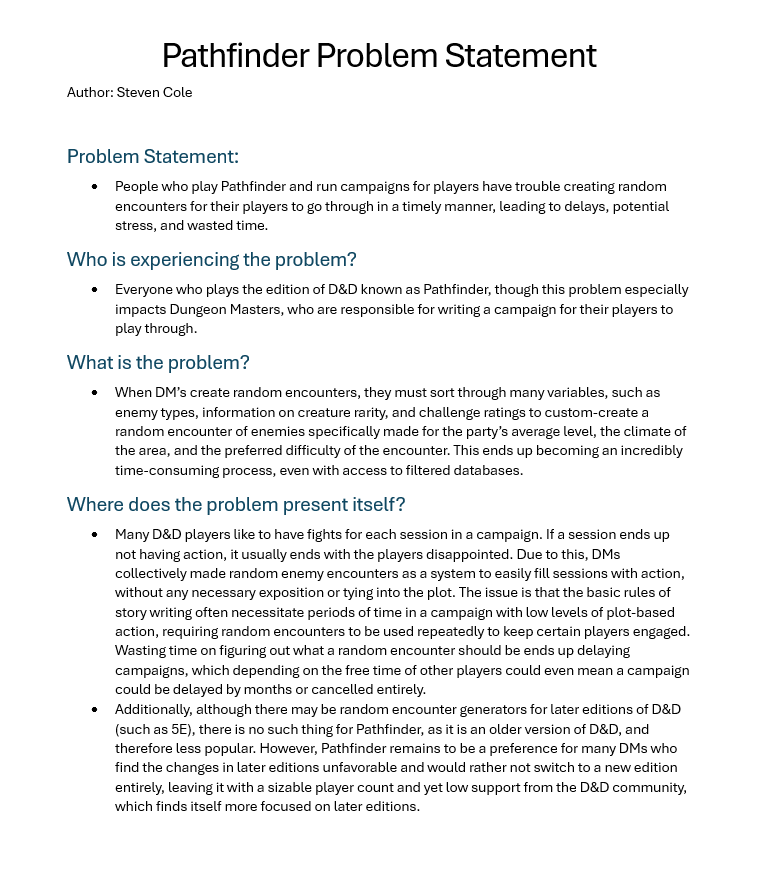 Pathfinder Problem Statement
Author: Steven Cole
Problem Statement:
• People who play Pathfinder and run campaigns for players have trouble creating random
encounters for their players to go through in a timely manner, leading to delays, potential
stress, and wasted time.
Who is experiencing the problem?
• Everyone who plays the edition of D&D known as Pathfinder, though this problem especially
impacts Dungeon Masters, who are responsible for writing a campaign for their players to
play through.
What is the problem?
• When DM’s create random encounters, they must sort through many variables, such as
enemy types, information on creature rarity, and challenge ratings to custom-create a
random encounter of enemies specifically made for the party’s average level, the climate of
the area, and the preferred difficulty of the encounter. This ends up becoming an incredibly
time-consuming process, even with access to filtered databases.
Where does the problem present itself?
• Many D&D players like to have fights for each session in a campaign. If a session ends up
not having action, it usually ends with the players disappointed. Due to this, DMs
collectively made random enemy encounters as a system to easily fill sessions with action,
without any necessary exposition or tying into the plot. The issue is that the basic rules of
story writing often necessitate periods of time in a campaign with low levels of plot-based
action, requiring random encounters to be used repeatedly to keep certain players engaged.
Wasting time on figuring out what a random encounter should be ends up delaying
campaigns, which depending on the free time of other players could even mean a campaign
could be delayed by months or cancelled entirely.
• Additionally, although there may be random encounter generators for later editions of D&D
(such as 5E), there is no such thing for Pathfinder, as it is an older version of D&D, and
therefore less popular. However, Pathfinder remains to be a preference for many DMs who
find the changes in later editions unfavorable and would rather not switch to a new edition
entirely, leaving it with a sizable player count and yet low support from the D&D community,
which finds itself more focused on later editions.